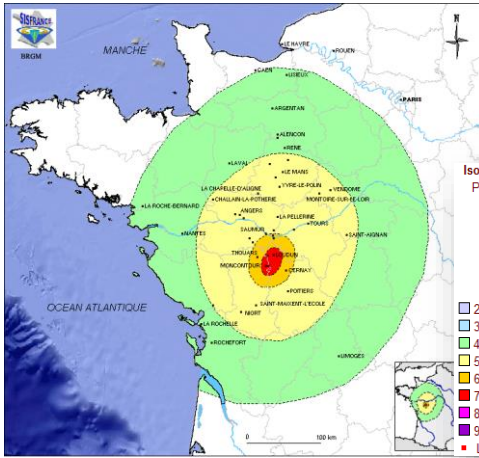 SISFRANCE
BRGM
MANCHE
N
LE HAVRE
ROUEN
CAEN
LISIEUX
PARIS
ARGENTAN
ALENCON
RENE
LAVAL
LE MANS
LA CHAPELLE-D'ALIGNE
YVRE-LE-POLIN
VENDOME
CHALLAIN-LA-POTHERIE
MONTOIRE-SUR-LE-LOIR
LA ROCHE-BERNARD
ANGERS
LA PELLERINE
TOURS
NANTES
SAUMUR
SAINT-AIGNAN
THOUARS
LOUDUN
MONCONTOUR
CERNAY
POITIERS
OCEAN ATLANTIQUE
SAINT-MAIXENT-L'ECOLE
NIORT
LA ROCHELLE
ROCHEFORT
LIMOGES
0 100 km
Iso
P
2
3
4
5
6
7
8
9
L